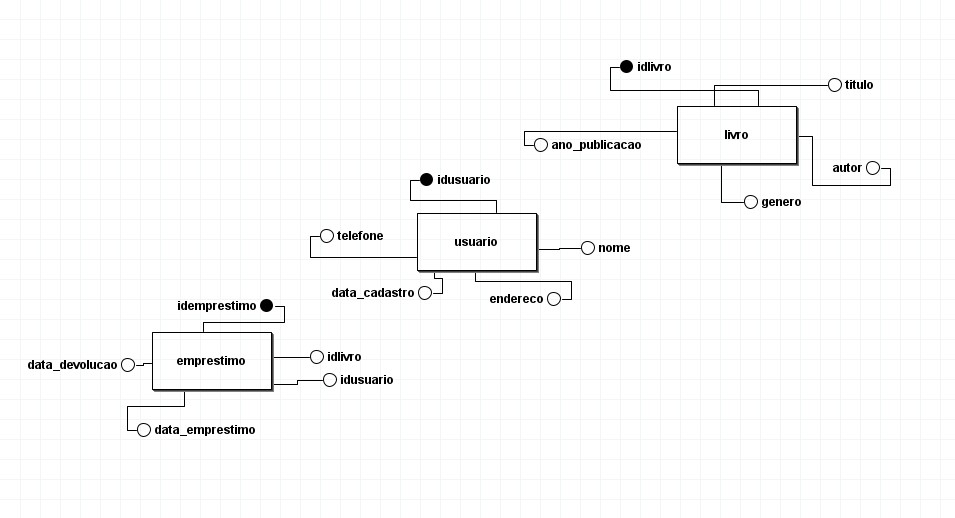 idlivro
titulo
livro
ano_publicacao
autor
genero
idusuario
telefone
usuario
nome
data_cadastro
endereco
idemprestimo
data_devolucao
emprestimo
idlivro
idusuario
data_emprestimo